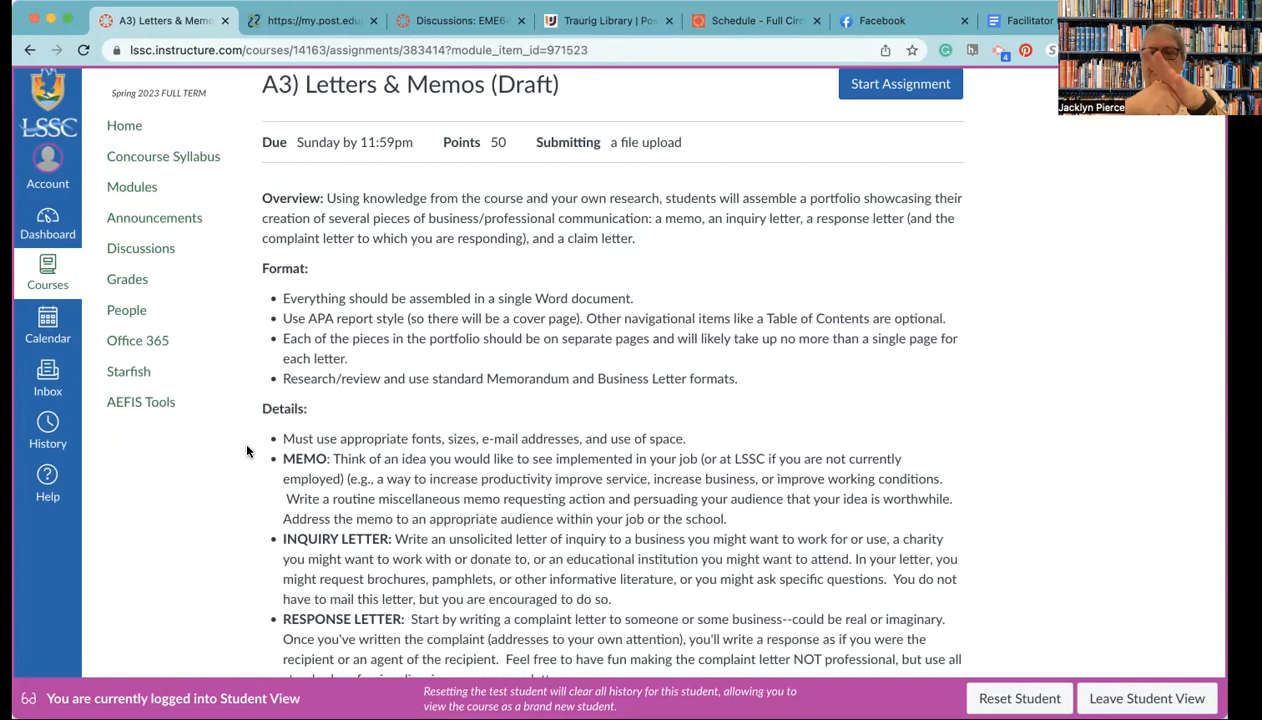 A3) Letters & Memo
https://my.post.edu
Discussions: EME6
Traurig Library | Pos
Schedule - Full Circ
Facebook
Facilitator
lssc.instructure.com/courses/14163/assignments/383414?module_item_id=971523
4
Jacklyn Pierce
LSSC
Account
Dashboard
Courses
Calendar
Inbox
History
Help
Spring 2023 FULL TERM
Home
Concourse Syllabus
Modules
Announcements
Discussions
Grades
People
Office 365
Starfish
AEFIS Tools
A3) Letters & Memos (Draft)
Start Assignment
Due Sunday by 11:59pm Points 50 Submitting a file upload
Overview: Using knowledge from the course and your own research, students will assemble a portfolio showcasing their
creation of several pieces of business/professional communication: a memo, an inquiry letter, a response letter (and the
complaint letter to which you are responding), and a claim letter.
Format:
• Everything should be assembled in a single Word document.
• Use APA report style (so there will be a cover page). Other navigational items like a Table of Contents are optional.
• Each of the pieces in the portfolio should be on separate pages and will likely take up no more than a single page for
each letter.
• Research/review and use standard Memorandum and Business Letter formats.
Details:
• Must use appropriate fonts, sizes, e-mail addresses, and use of space.
• MEMO: Think of an idea you would like to see implemented in your job (or at LSSC if you are not currently
employed) (e.g., a way to increase productivity improve service, increase business, or improve working conditions.
Write a routine miscellaneous memo requesting action and persuading your audience that your idea is worthwhile.
Address the memo to an appropriate audience within your job or the school.
• INQUIRY LETTER: Write an unsolicited letter of inquiry to a business you might want to work for or use, a charity
you might want to work with or donate to, or an educational institution you might want to attend. In your letter, you
might request brochures, pamphlets, or other informative literature, or you might ask specific questions. You do not
have to mail this letter, but you are encouraged to do so.
• RESPONSE LETTER: Start by writing a complaint letter to someone or some business--could be real or imaginary.
Once you've written the complaint (addresses to your own attention), you'll write a response as if you were the
recipient or an agent of the recipient. Feel free to have fun making the complaint letter NOT professional, but use all
You are currently logged into Student View
Resetting the test student will clear all history for this student, allowing you to
view the course as a brand new student.
Reset Student
Leave Student View